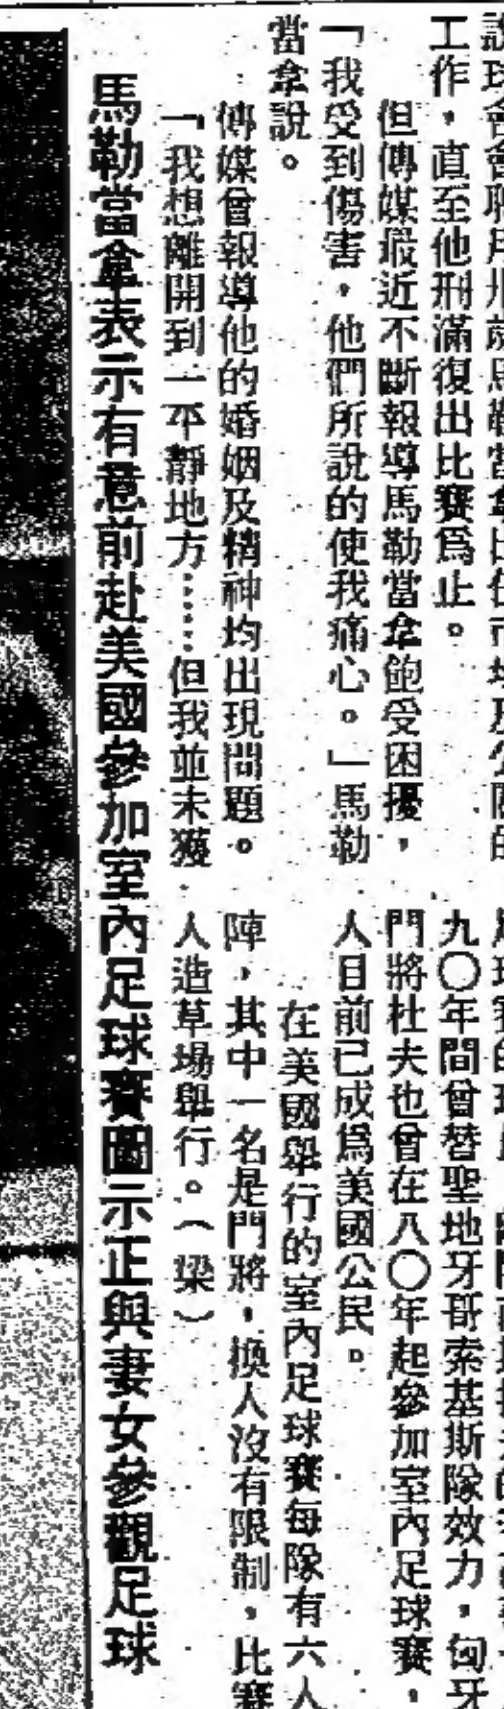 工作，直至他刑滿復出比賽爲止。
但傳媒最近不斷報導馬勒當拿飽受困擾，
「我受到傷害，他們所說的使我痛心。」馬勒
當拿說。
傳媒曾報導他的婚姻及精神均出現問題。
「我想離開到一平靜地方……但我並未獲
九〇年間曾替聖地牙哥索基斯隊效力，匈牙
門將杜夫也曾在八〇年起參加室內足球賽，
人目前已成爲美國公民。
在美國舉行的室內足球賽每隊有六人
陣，其中一名是門將，換人沒有限制，比賽
人造草場舉行。（梁）
馬勒當拿表示有意前赴美國參加室內足球賽圖示正與妻女參觀足球